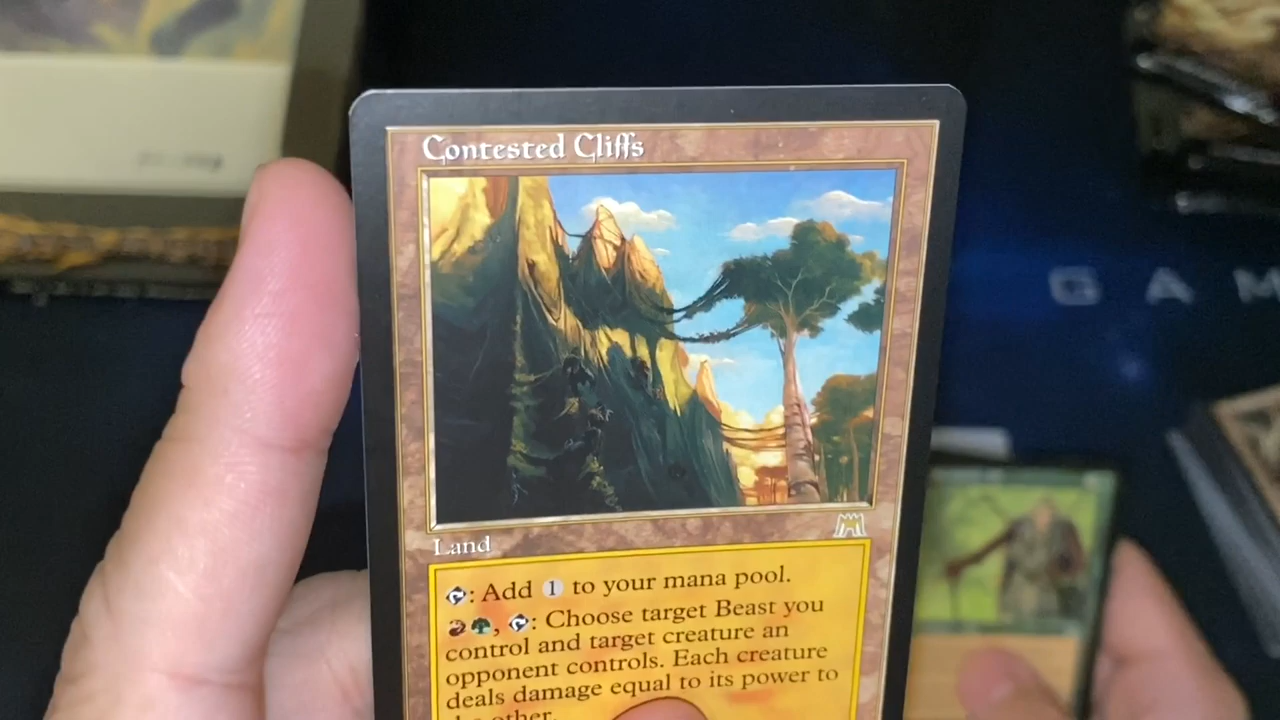 Contested Cliffs
Land
: Add 1 to your mana pool.
, : Choose target Beast you
control and target creature an
opponent controls. Each creature
deals damage equal to its power to
the other.
G A M